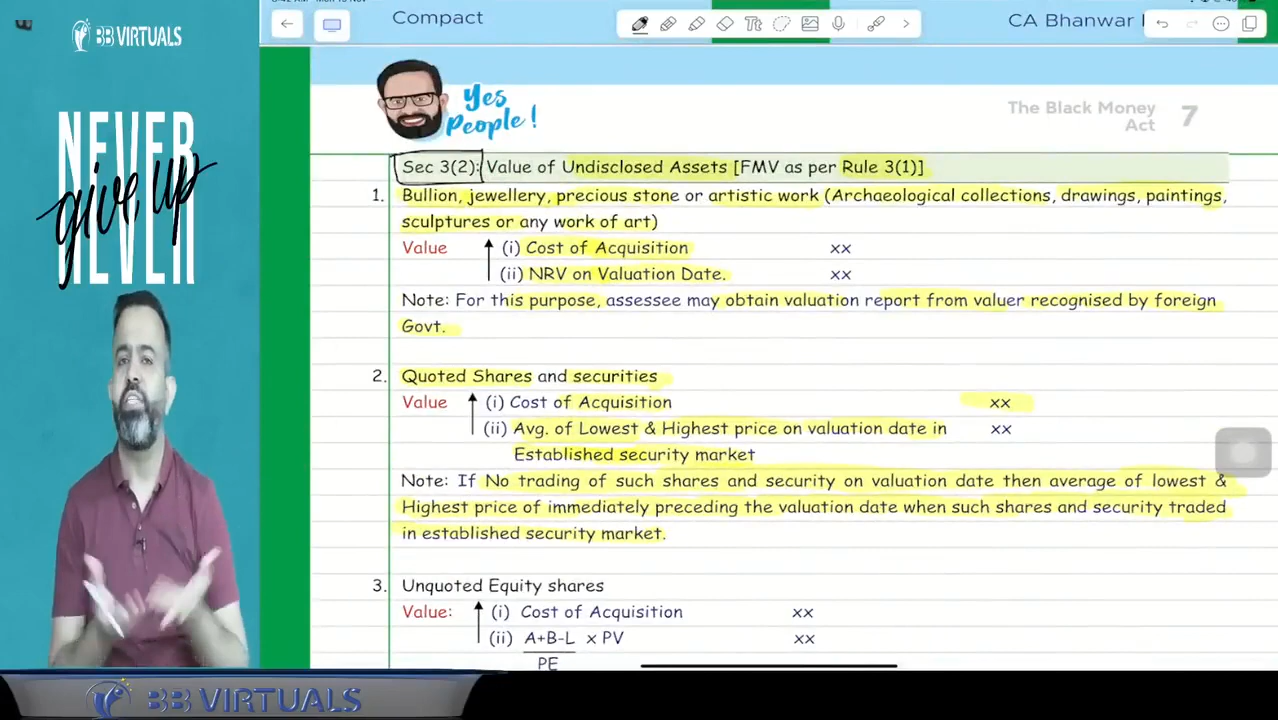 Compact
CA Bhanwar
BB VIRTUALS
NEVER
give up
NEVER
Yes
People !
The Black Money
Act
7
Sec 3(2): Value of Undisclosed Assets [FMV as per Rule 3(1)]
1. Bullion, jewellery, precious stone or artistic work (Archaeological collections, drawings, paintings,
sculptures or any work of art)
Value (i) Cost of Acquisition xx
(ii) NRV on Valuation Date. xx
Note: For this purpose, assessee may obtain valuation report from valuer recognised by foreign
Govt.
2. Quoted Shares and securities
Value (i) Cost of Acquisition xx
(ii) Avg. of Lowest & Highest price on valuation date in xx
Established security market
Note: If No trading of such shares and security on valuation date then average of lowest &
Highest price of immediately preceding the valuation date when such shares and security traded
in established security market.
3. Unquoted Equity shares
Value: (i) Cost of Acquisition xx
(ii) A+B-L x PV xx
PE
BB VIRTUALS